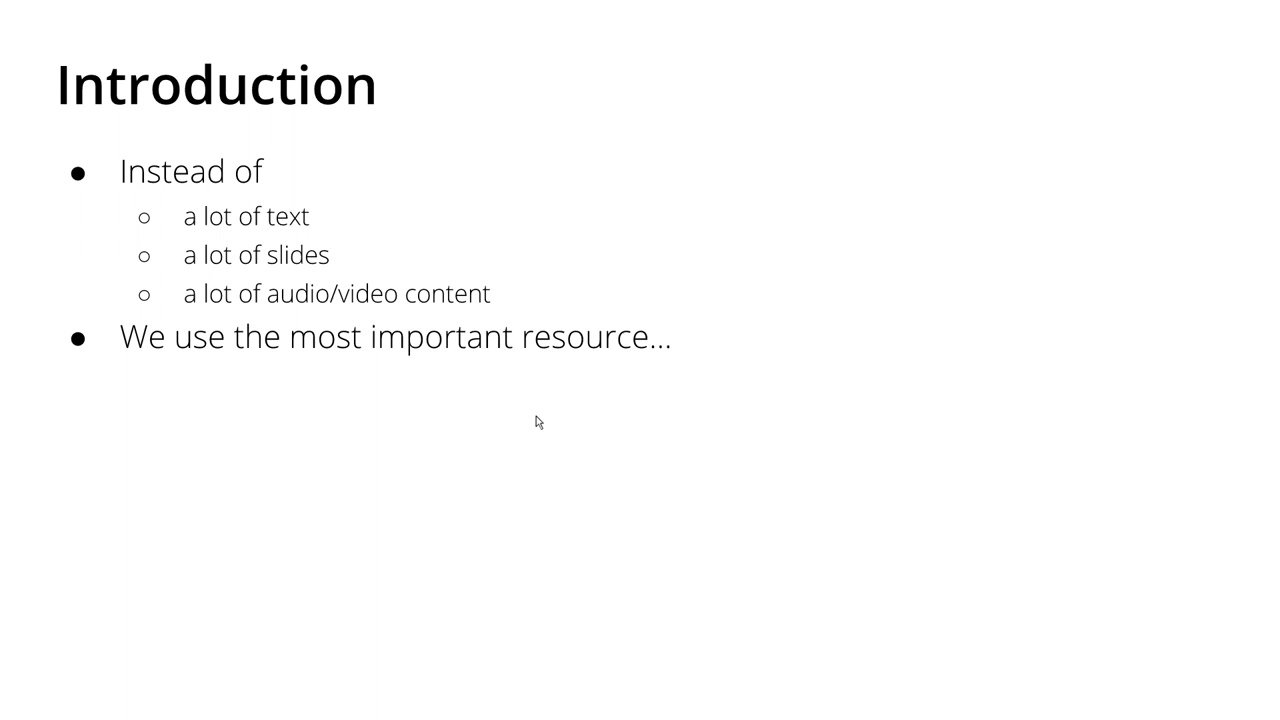 Introduction
● Instead of
○ a lot of text
○ a lot of slides
○ a lot of audio/video content
● We use the most important resource...